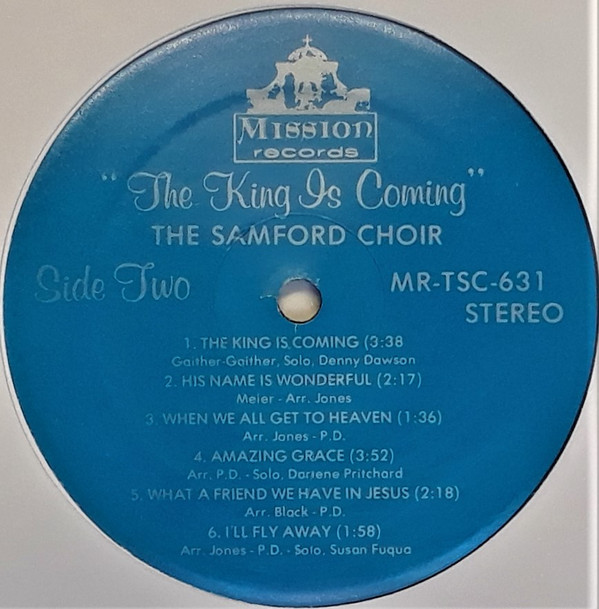 Mission
records
"The King Is Coming"
THE SAMFORD CHOIR
Side Two
MR-TSC-631
STEREO
1. THE KING IS COMING (3:38
Gaither-Gaither, Solo, Denny Dawson
2. HIS NAME IS WONDERFUL (2:17)
Meier - Arr. Jones
3. WHEN WE ALL GET TO HEAVEN (1:36)
Arr. Jones - P.D.
4. AMAZING GRACE (3:52)
Arr. P.D. - Solo, Darlene Pritchard
5. WHAT A FRIEND WE HAVE IN JESUS (2:18)
Arr. Black - P.D.
6. I'LL FLY AWAY (1:58)
Arr. Jones - P.D. - Solo, Susan Fuqua